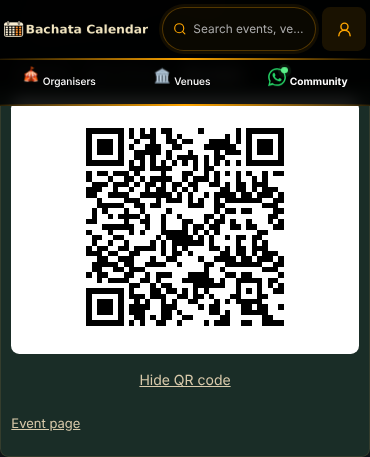 Bachata Calendar
Search events, ve...
Organisers
Venues
Community
Hide QR code
Event page